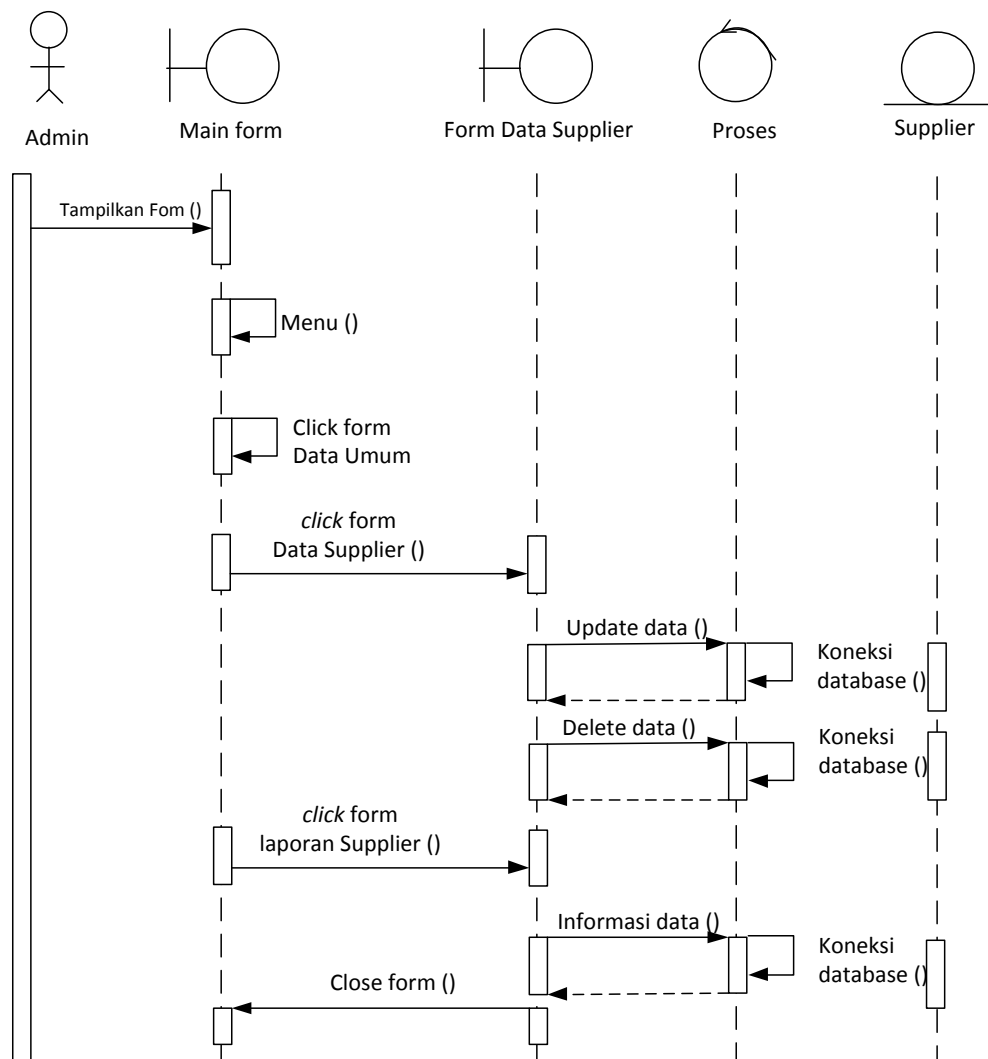 Admin
Main form
Form Data Supplier
Proses
Supplier
Tampilkan Fom ()
Menu ()
Click form
Data Umum
click form
Data Supplier ()
Update data ()
Koneksi
database ()
Delete data ()
Koneksi
database ()
click form
laporan Supplier ()
Informasi data ()
Koneksi
database ()
Close form ()